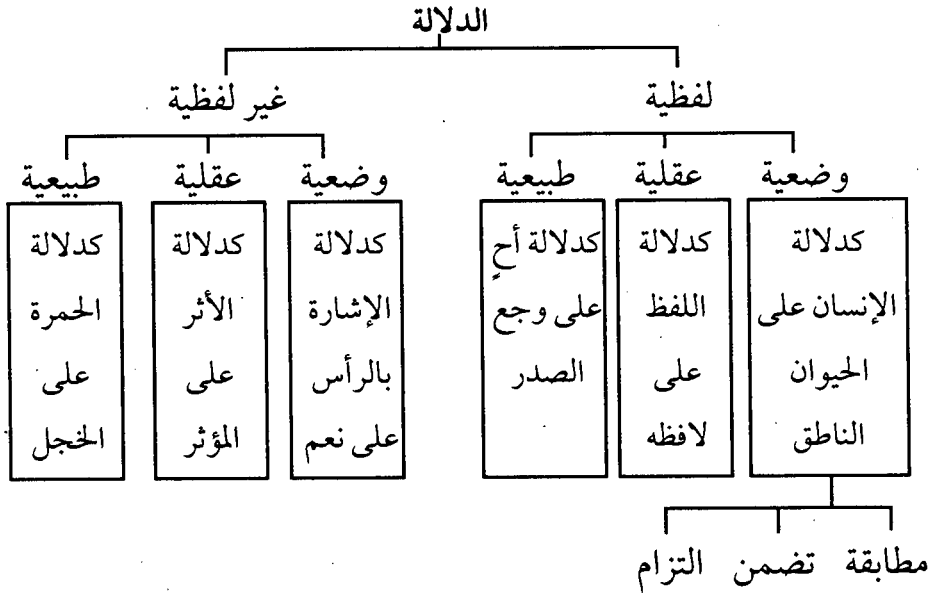 الدلالة
لفظية
غير لفظية
وضعية
عقلية
طبيعية
وضعية
عقلية
طبيعية
كدلالة
الإنسان على
الحيوان
الناطق
كدلالة
اللفظ
على
لافظه
كدلالة أحٍ
على وجع
الصدر
كدلالة
الإشارة
بالرأس
على نعم
كدلالة
الأثر
على
المؤثر
كدلالة
الحمرة
على
الخجل
مطابقة
تضمن
التزام